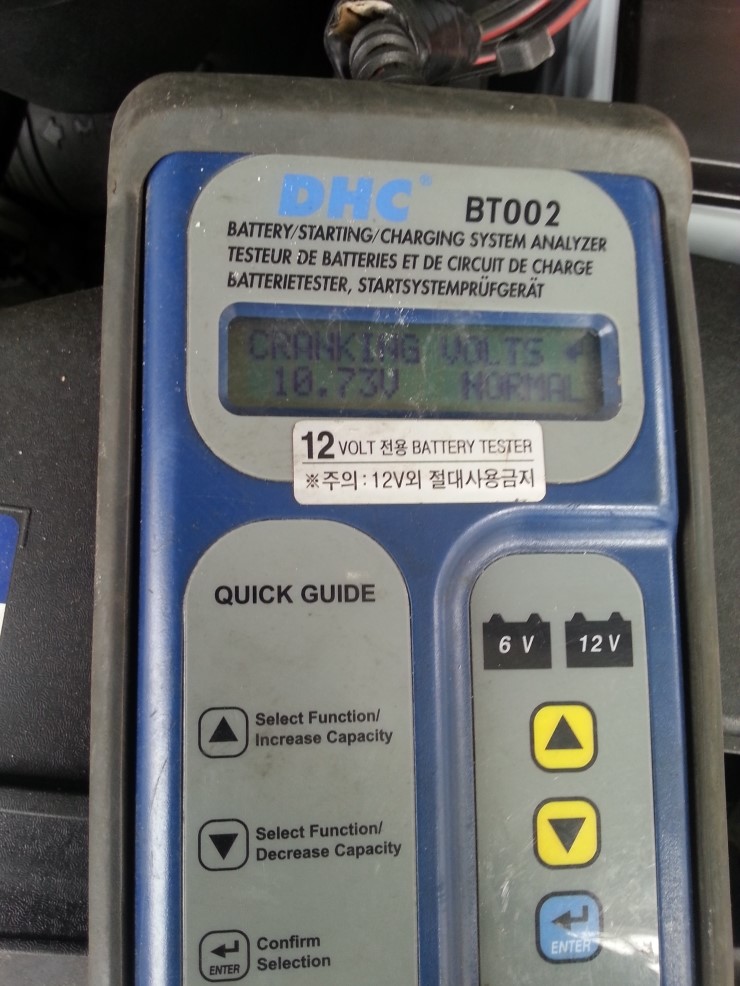 DHC®
BT002
BATTERY/STARTING/CHARGING SYSTEM ANALYZER
TESTEUR DE BATTERIES ET DE CIRCUIT DE CHARGE
BATTERIETESTER, STARTSYSTEMPRÜFGERÄT
CRANKING VOLTS
10.73V NORMAL
12 VOLT 전용 BATTERY TESTER
※주의 : 12V외 절대사용금지
QUICK GUIDE
Select Function/
Increase Capacity
Select Function/
Decrease Capacity
ENTER
Confirm
Selection
6 V
12 V
ENTER